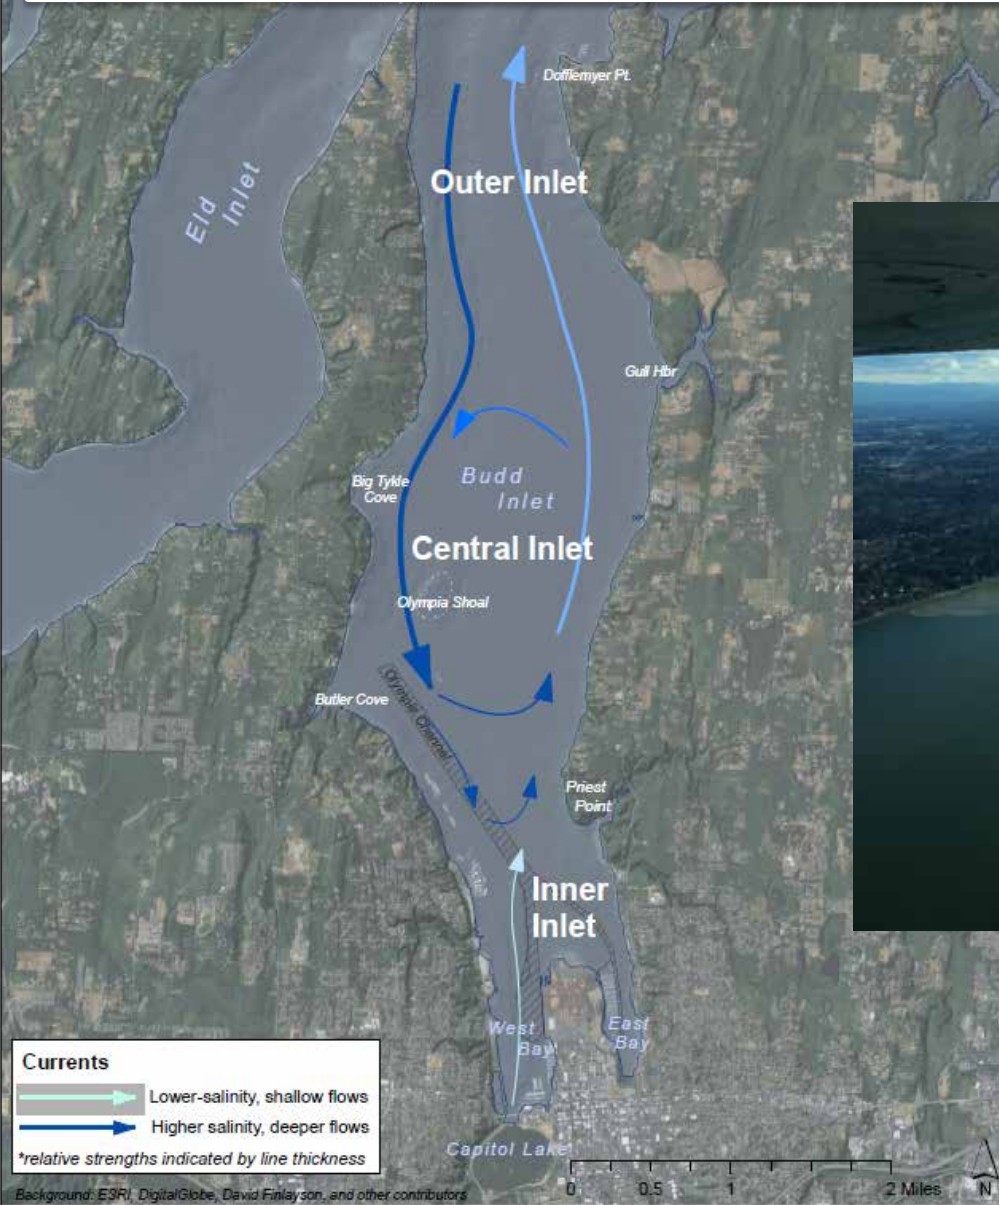 Dofflemyer Pt.
Outer Inlet
Eld
Inlet
Gull Hbr
Big Tykle
Cove
Budd
Inlet
Central Inlet
Olympia Shoal
Butler Cove
Olympia Channel
Priest
Point
Inner
Inlet
West
Bay
East
Bay
Capitol Lake
Currents
Lower-salinity, shallow flows
Higher salinity, deeper flows
*relative strengths indicated by line thickness
0 0.5 1 2 Miles
N
Background: ESRI, DigitalGlobe, David Finlayson, and other contributors